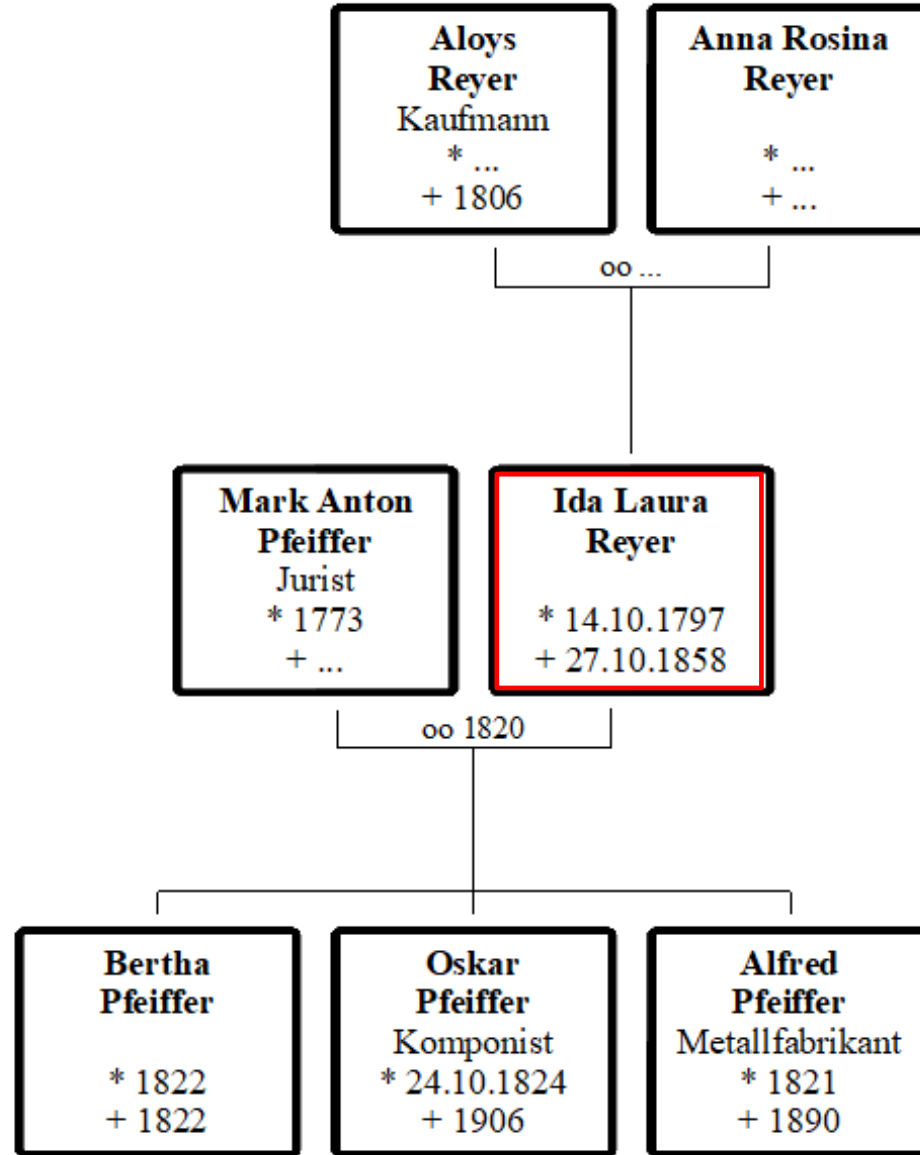 Aloys
Reyer
Kaufmann
* ...
+ 1806
Anna Rosina
Reyer
* ...
+ ...
oo ...
Mark Anton
Pfeiffer
Jurist
* 1773
+ ...
Ida Laura
Reyer
* 14.10.1797
+ 27.10.1858
oo 1820
Bertha
Pfeiffer
* 1822
+ 1822
Oskar
Pfeiffer
Komponist
* 24.10.1824
+ 1906
Alfred
Pfeiffer
Metallfabrikant
* 1821
+ 1890